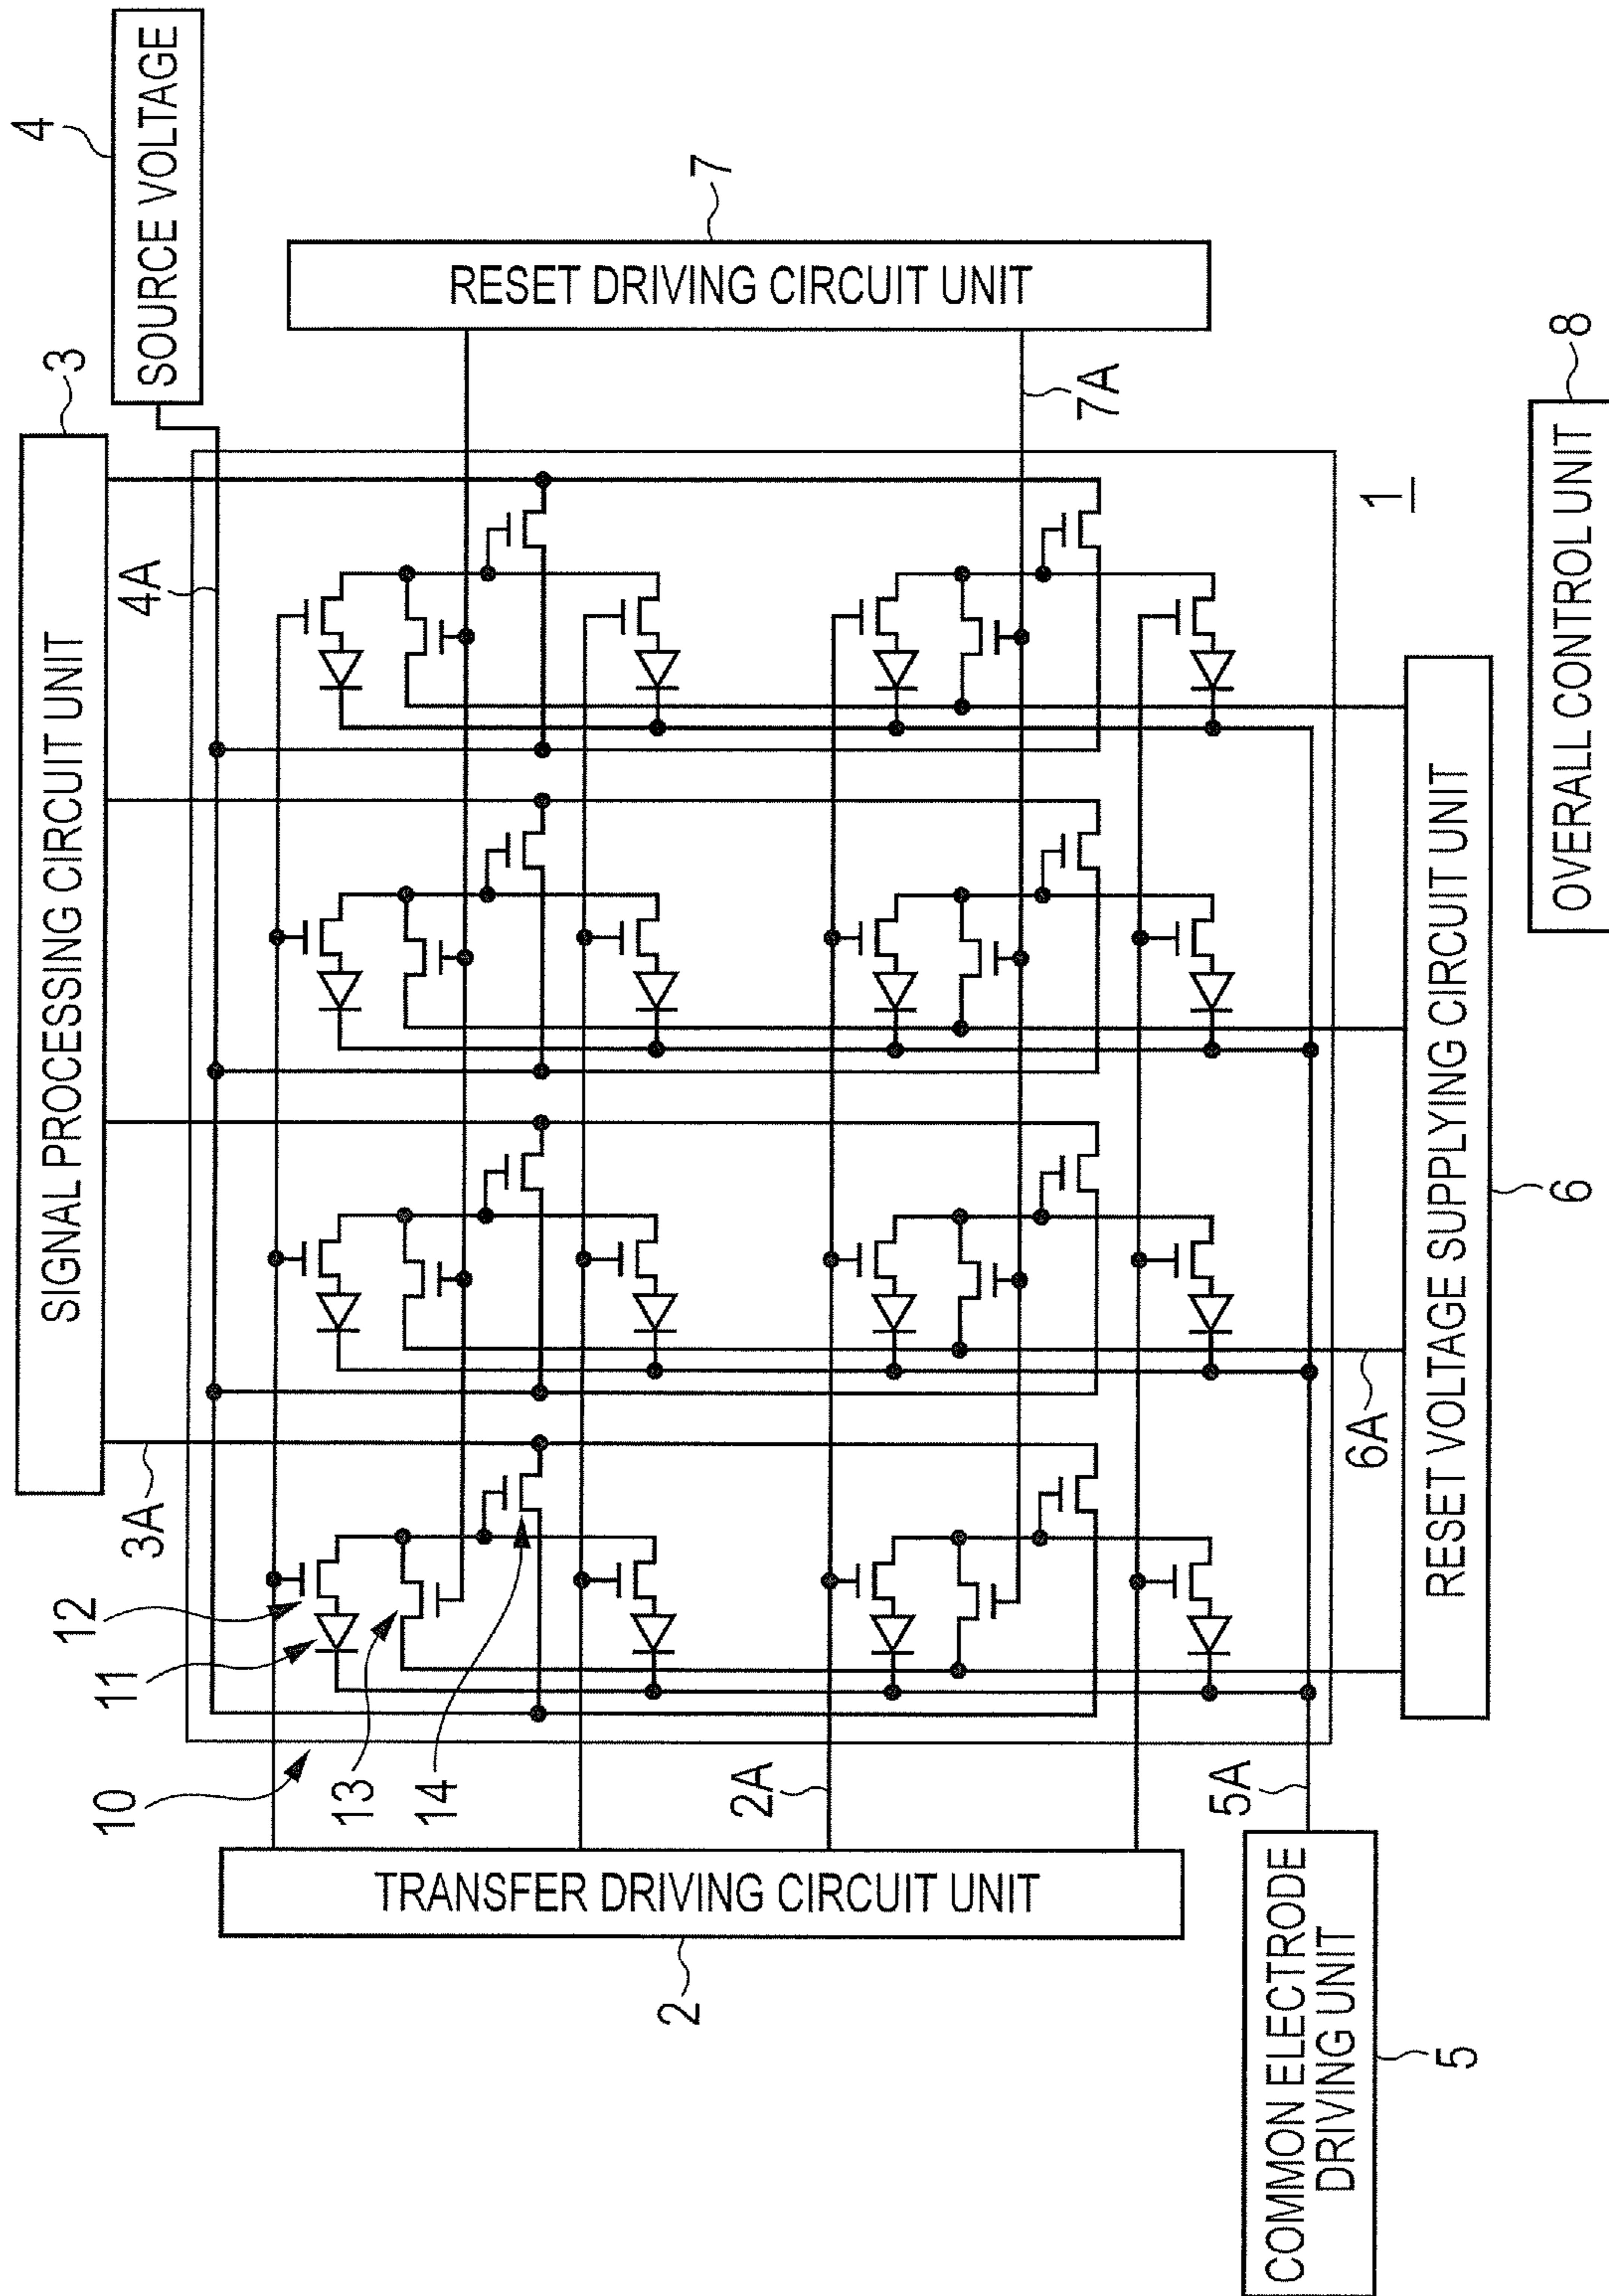 3
SIGNAL PROCESSING CIRCUIT UNIT
4
SOURCE VOLTAGE
3A
4A
12
11
10
13
14
TRANSFER DRIVING CIRCUIT UNIT
2
2A
RESET DRIVING CIRCUIT UNIT
7
7A
1
5A
COMMON ELECTRODE
DRIVING UNIT
5
6A
RESET VOLTAGE SUPPLYING CIRCUIT UNIT
6
OVERALL CONTROL UNIT
8